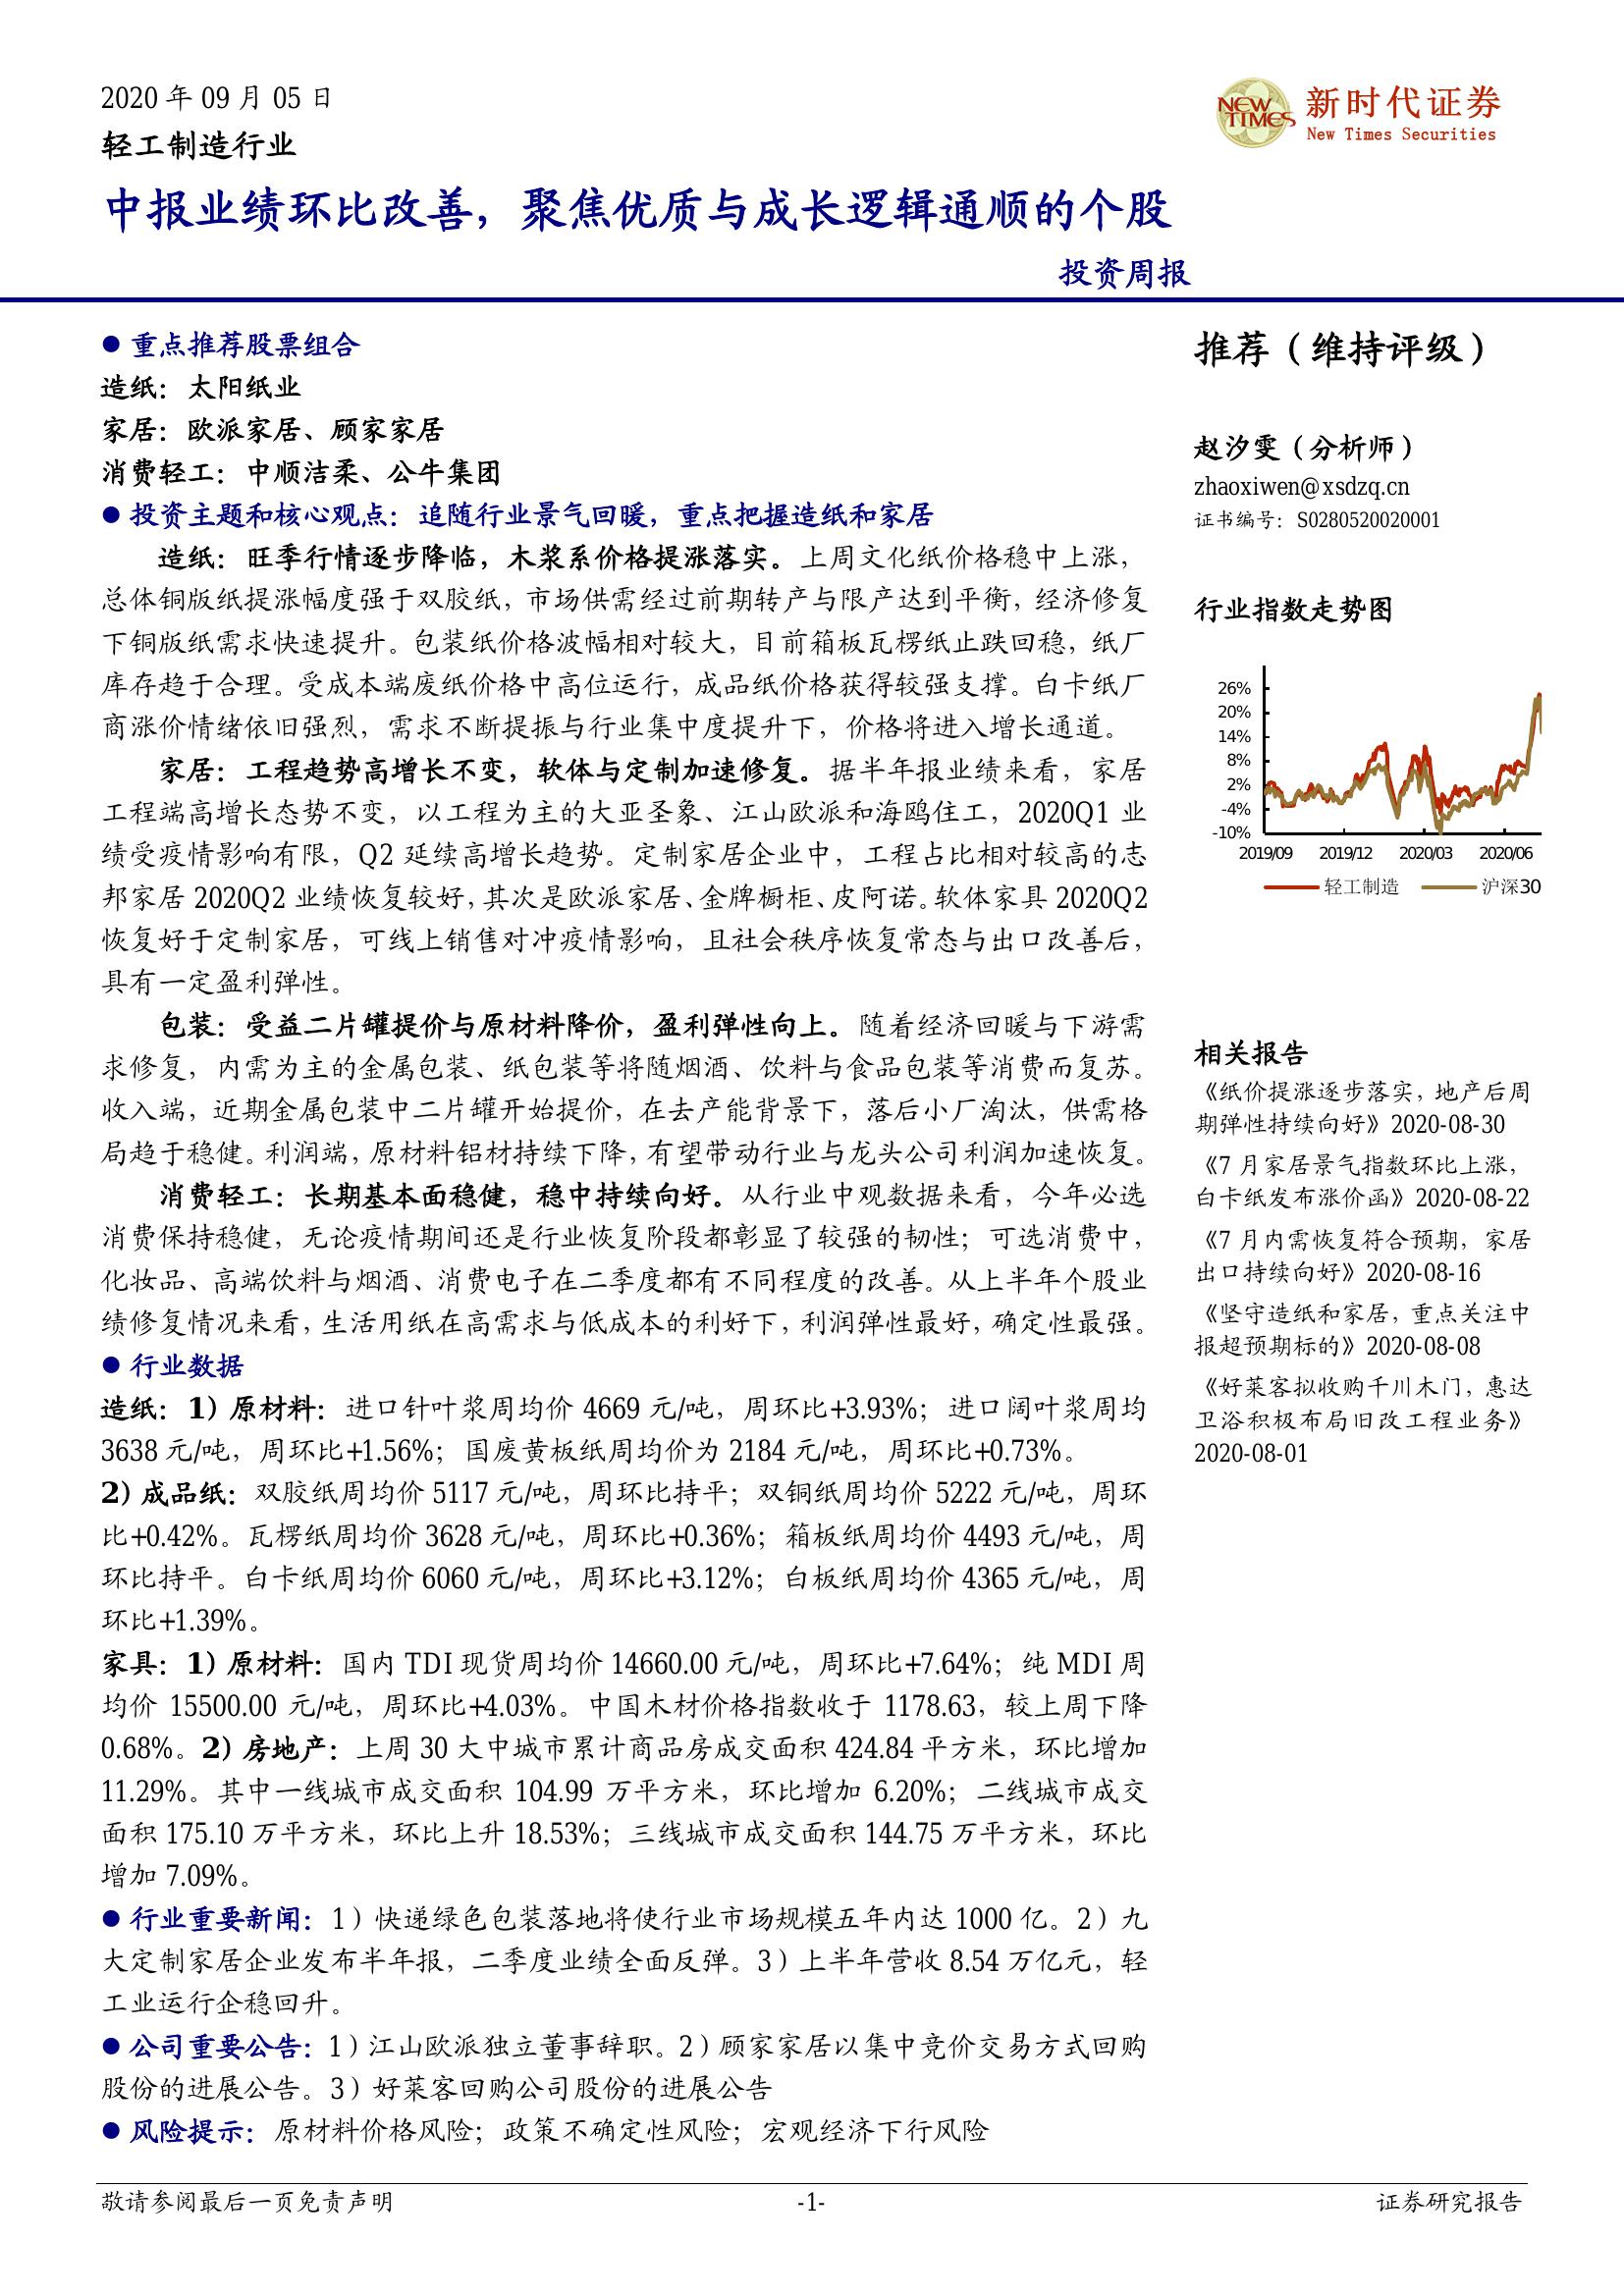 2020 年 09 月 05 日
NEW TIMES
新时代证券
New Times Securities
轻工制造行业
中报业绩环比改善，聚焦优质与成长逻辑通顺的个股
投资周报
● 重点推荐股票组合
造纸：太阳纸业
家居：欧派家居、顾家家居
消费轻工：中顺洁柔、公牛集团
● 投资主题和核心观点：追随行业景气回暖，重点把握造纸和家居
造纸：旺季行情逐步降临，木浆系价格提涨落实。上周文化纸价格稳中上涨，
总体铜版纸提涨幅度强于双胶纸，市场供需经过前期转产与限产达到平衡，经济修复
下铜版纸需求快速提升。包装纸价格波幅相对较大，目前箱板瓦楞纸止跌回稳，纸厂
库存趋于合理。受成本端废纸价格中高位运行，成品纸价格获得较强支撑。白卡纸厂
商涨价情绪依旧强烈，需求不断提振与行业集中度提升下，价格将进入增长通道。
家居：工程趋势高增长不变，软体与定制加速修复。据半年报业绩来看，家居
工程端高增长态势不变，以工程为主的大亚圣象、江山欧派和海鸥住工，2020Q1 业
绩受疫情影响有限，Q2 延续高增长趋势。定制家居企业中，工程占比相对较高的志
邦家居 2020Q2 业绩恢复较好，其次是欧派家居、金牌橱柜、皮阿诺。软体家具 2020Q2
恢复好于定制家居，可线上销售对冲疫情影响，且社会秩序恢复常态与出口改善后，
具有一定盈利弹性。
包装：受益二片罐提价与原材料降价，盈利弹性向上。随着经济回暖与下游需
求修复，内需为主的金属包装、纸包装等将随烟酒、饮料与食品包装等消费而复苏。
收入端，近期金属包装中二片罐开始提价，在去产能背景下，落后小厂淘汰，供需格
局趋于稳健。利润端，原材料铝材持续下降，有望带动行业与龙头公司利润加速恢复。
消费轻工：长期基本面稳健，稳中持续向好。从行业中观数据来看，今年必选
消费保持稳健，无论疫情期间还是行业恢复阶段都彰显了较强的韧性；可选消费中，
化妆品、高端饮料与烟酒、消费电子在二季度都有不同程度的改善。从上半年个股业
绩修复情况来看，生活用纸在高需求与低成本的利好下，利润弹性最好，确定性最强。
● 行业数据
造纸：1）原材料：进口针叶浆周均价 4669 元/吨，周环比+3.93%；进口阔叶浆周均
3638 元/吨，周环比+1.56%；国废黄板纸周均价为 2184 元/吨，周环比+0.73%。
2）成品纸：双胶纸周均价 5117 元/吨，周环比持平；双铜纸周均价 5222 元/吨，周环
比+0.42%。瓦楞纸周均价 3628 元/吨，周环比+0.36%；箱板纸周均价 4493 元/吨，周
环比持平。白卡纸周均价 6060 元/吨，周环比+3.12%；白板纸周均价 4365 元/吨，周
环比+1.39%。
家具：1）原材料：国内 TDI 现货周均价 14660.00 元/吨，周环比+7.64%；纯 MDI 周
均价 15500.00 元/吨，周环比+4.03%。中国木材价格指数收于 1178.63，较上周下降
0.68%。2）房地产：上周 30 大中城市累计商品房成交面积 424.84 平方米，环比增加
11.29%。其中一线城市成交面积 104.99 万平方米，环比增加 6.20%；二线城市成交
面积 175.10 万平方米，环比上升 18.53%；三线城市成交面积 144.75 万平方米，环比
增加 7.09%。
● 行业重要新闻：1）快递绿色包装落地将使行业市场规模五年内达 1000 亿。2）九
大定制家居企业发布半年报，二季度业绩全面反弹。3）上半年营收 8.54 万亿元，轻
工业运行企稳回升。
● 公司重要公告：1）江山欧派独立董事辞职。2）顾家家居以集中竞价交易方式回购
股份的进展公告。3）好莱客回购公司股份的进展公告
● 风险提示：原材料价格风险；政策不确定性风险；宏观经济下行风险
推荐（维持评级）
赵汐雯（分析师）
zhaoxiwen@xsdzq.cn
证书编号：S0280520020001
行业指数走势图
26%
20%
14%
8%
2%
-4%
-10%
2019/09 2019/12 2020/03 2020/06
轻工制造 沪深30
相关报告
《纸价提涨逐步落实，地产后周
期弹性持续向好》2020-08-30
《7 月家居景气指数环比上涨，
白卡纸发布涨价函》2020-08-22
《7 月内需恢复符合预期，家居
出口持续向好》2020-08-16
《坚守造纸和家居，重点关注中
报超预期标的》2020-08-08
《好莱客拟收购千川木门，惠达
卫浴积极布局旧改工程业务》
2020-08-01
敬请参阅最后一页免责声明 -1- 证券研究报告